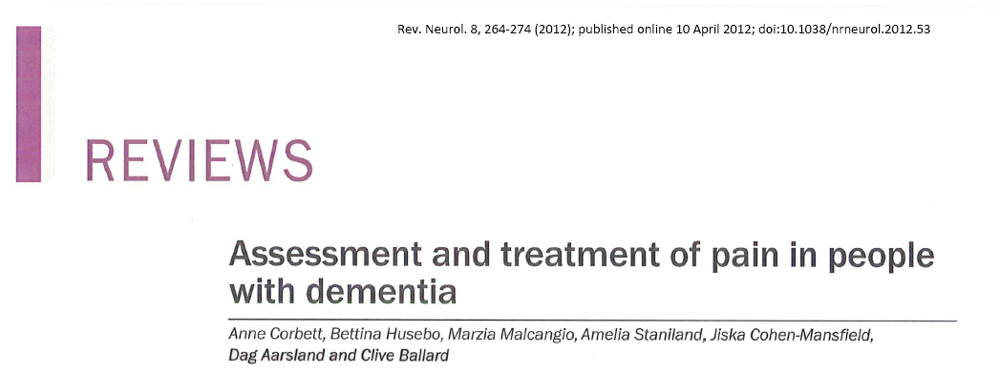 Rev. Neurol. 8, 264-274 (2012); published online 10 April 2012; doi:10.1038/nrneurol.2012.53
REVIEWS
Assessment and treatment of pain in people
with dementia
Anne Corbett, Bettina Husebo, Marzia Malcangio, Amelia Staniland, Jiska Cohen-Mansfield,
Dag Aarsland and Clive Ballard